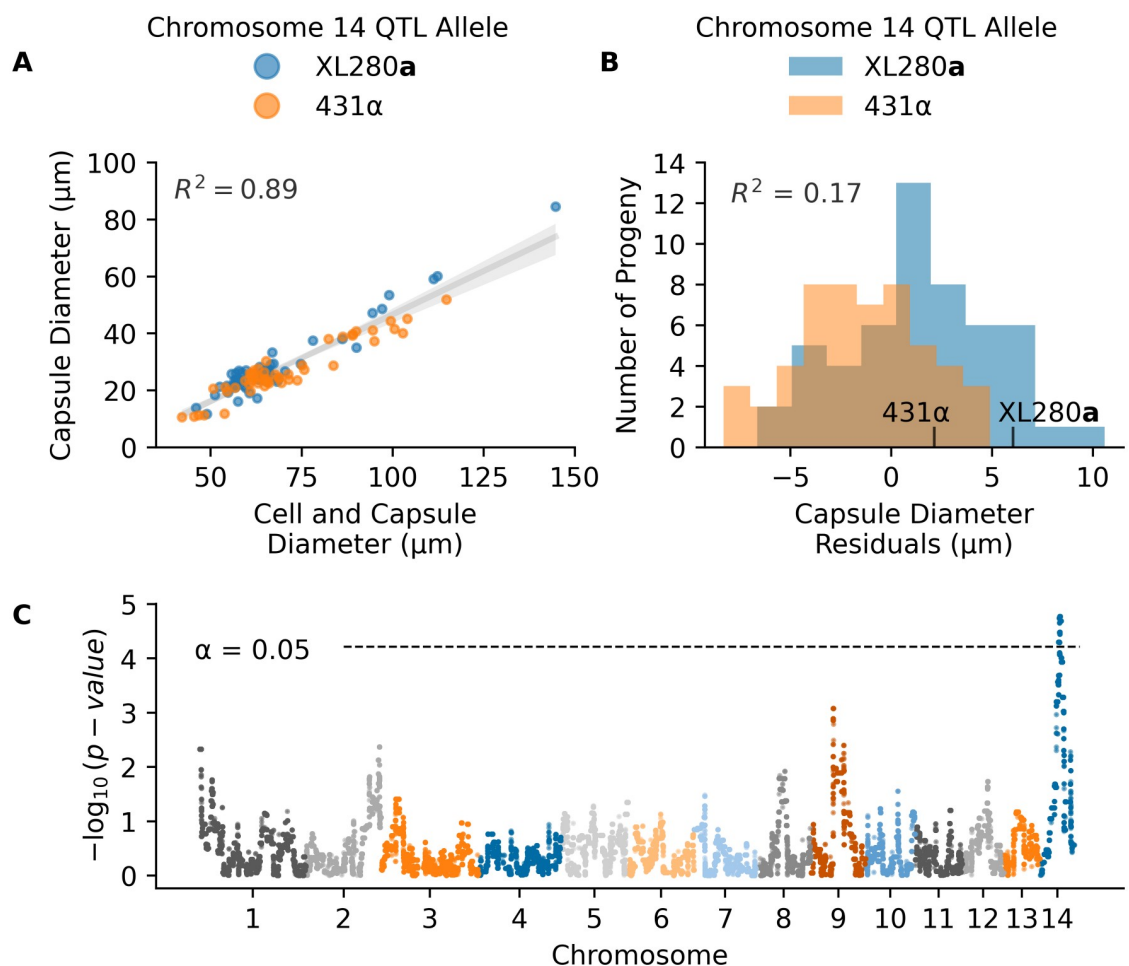 A
Chromosome 14 QTL Allele
XL280a
431α
Capsule Diameter (μm)
100
80
60
40
20
0
R² = 0.89
50
75
100
125
150
Cell and Capsule
Diameter (μm)
B
Chromosome 14 QTL Allele
XL280a
431α
Number of Progeny
14
12
10
8
6
4
2
0
R² = 0.17
431α
XL280a
−5
0
5
10
Capsule Diameter
Residuals (μm)
C
−log₁₀(p − value)
5
4
3
2
1
0
α = 0.05
1
2
3
4
5
6
7
8
9
10
11
12
13
14
Chromosome